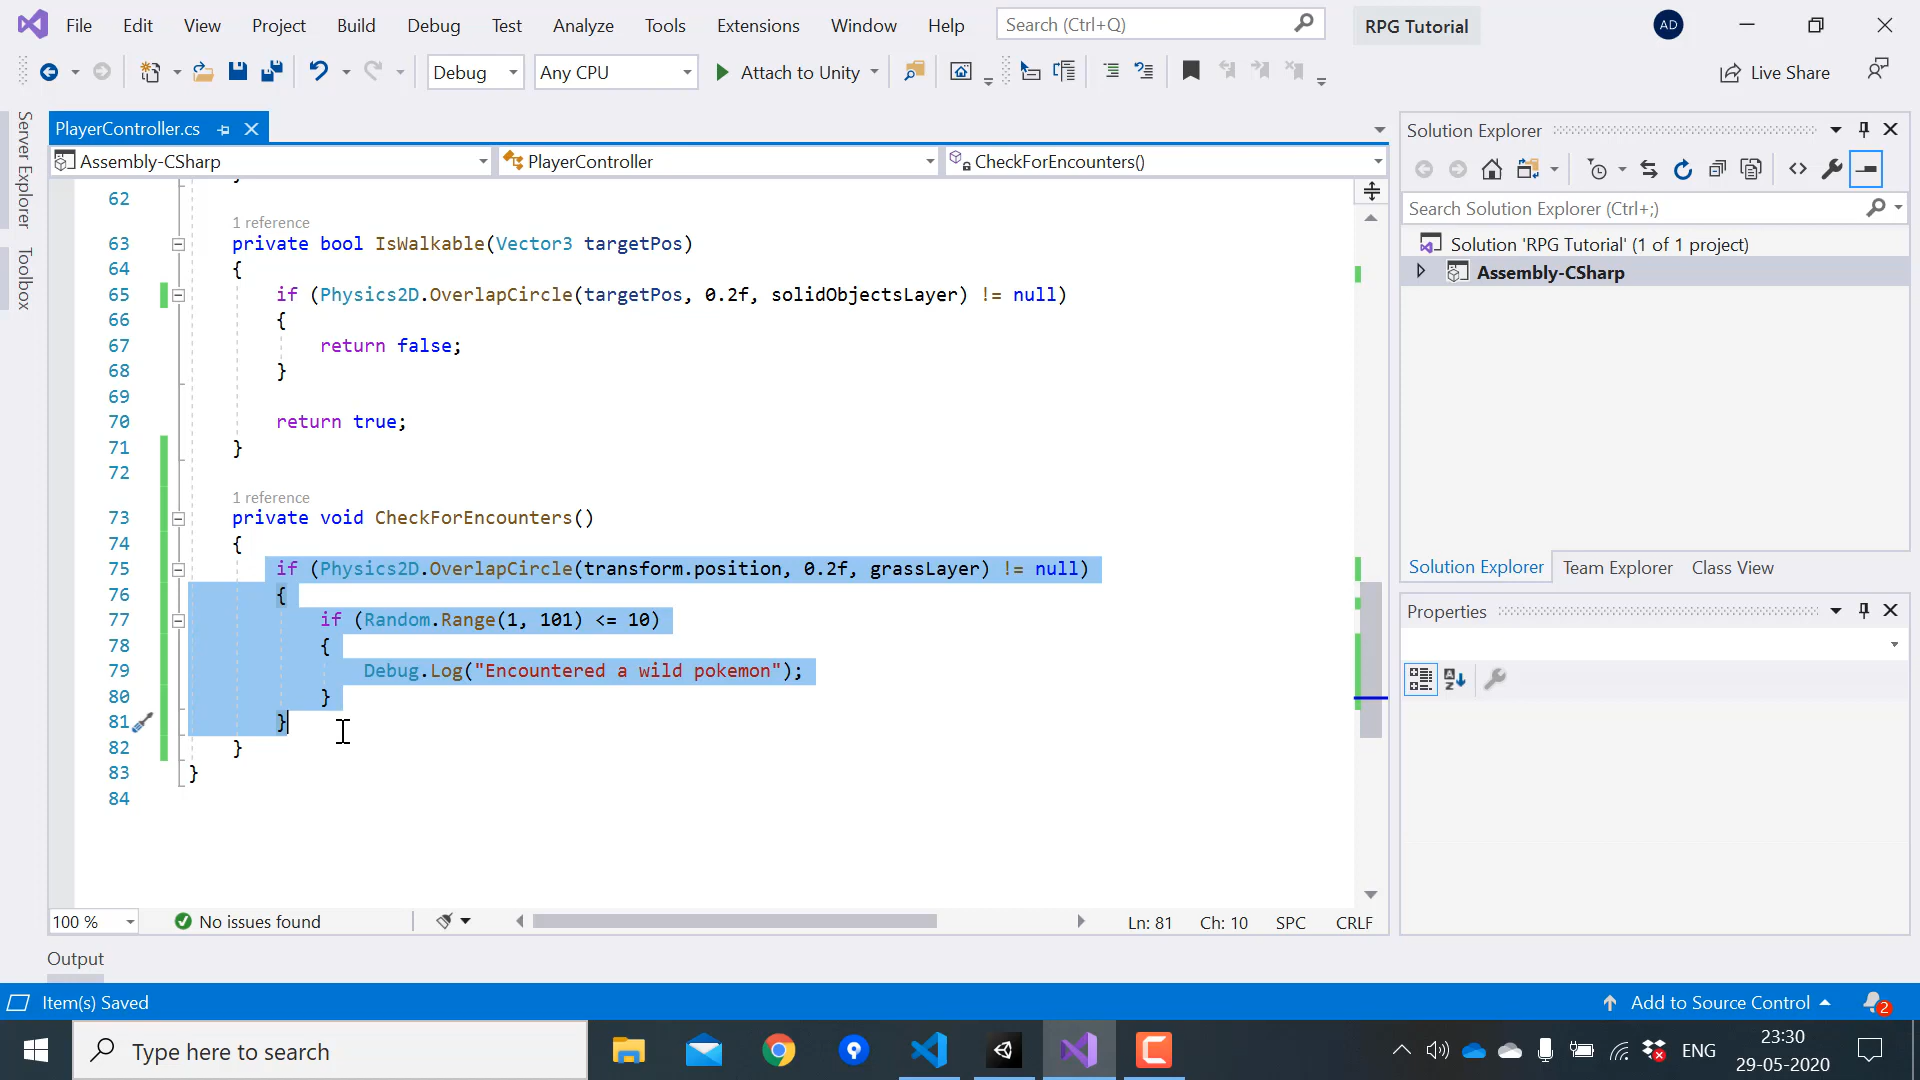 File Edit View Project Build Debug Test Analyze Tools Extensions Window Help Search (Ctrl+Q) RPG Tutorial AD
Debug Any CPU Attach to Unity Live Share
Server Explorer
Toolbox
PlayerController.cs
Assembly-CSharp PlayerController CheckForEncounters()
62
1 reference
63 private bool IsWalkable(Vector3 targetPos)
64 {
65 if (Physics2D.OverlapCircle(targetPos, 0.2f, solidObjectsLayer) != null)
66 {
67 return false;
68 }
69
70 return true;
71 }
72
1 reference
73 private void CheckForEncounters()
74 {
75 if (Physics2D.OverlapCircle(transform.position, 0.2f, grassLayer) != null)
76 {
77 if (Random.Range(1, 101) <= 10)
78 {
79 Debug.Log("Encountered a wild pokemon");
80 }
81 }
82 }
83 }
84
100 % No issues found Ln: 81 Ch: 10 SPC CRLF
Solution Explorer
Search Solution Explorer (Ctrl+;)
Solution 'RPG Tutorial' (1 of 1 project)
Assembly-CSharp
Solution Explorer Team Explorer Class View
Properties
Output
Item(s) Saved Add to Source Control 2
Type here to search ENG 23:30
29-05-2020